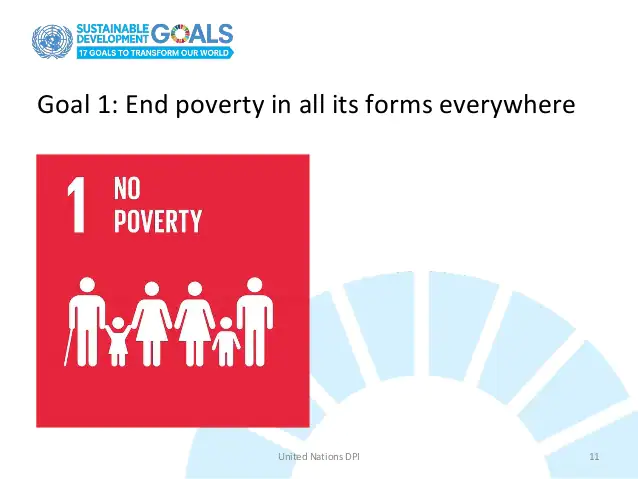 SUSTAINABLE
DEVELOPMENT GOALS
17 GOALS TO TRANSFORM OUR WORLD
Goal 1: End poverty in all its forms everywhere
1 NO
POVERTY
United Nations DPI 11